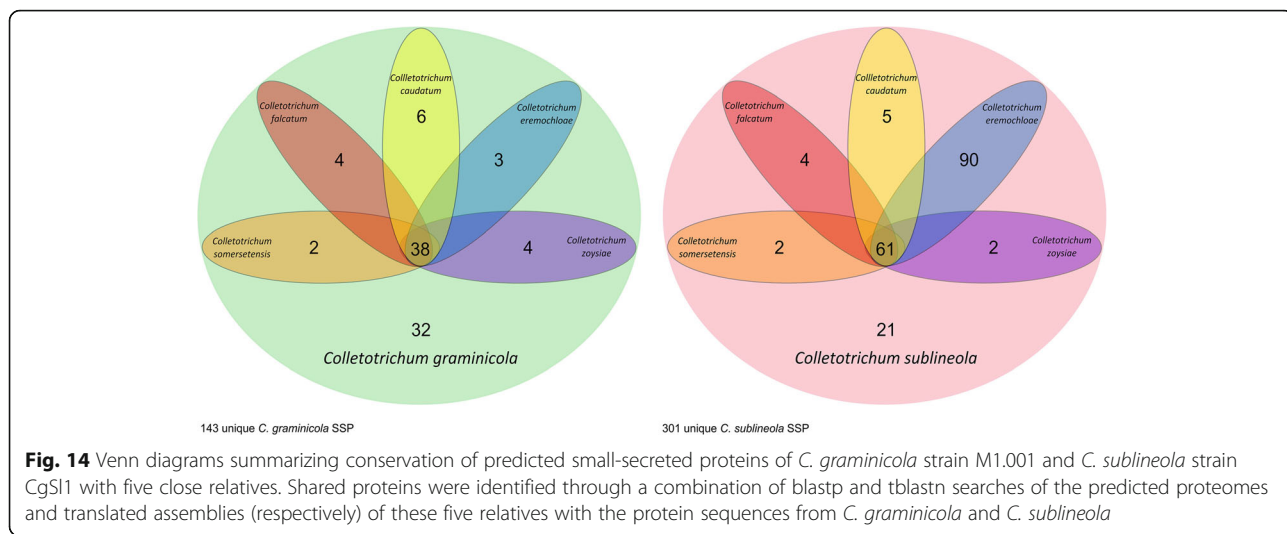 Colletotrichum
falcatum
4
Collletotrichum
caudatum
6
Colletotrichum
eremochloae
3
Colletotrichum
somersetensis
2
38
4
Colletotrichum
zoysiae
32
Colletotrichum graminicola
143 unique C. graminicola SSP
Colletotrichum
falcatum
4
Colletotrichum
caudatum
5
Colletotrichum
eremochloae
90
Colletotrichum
somersetensis
2
61
2
Colletotrichum
zoysiae
21
Colletotrichum sublineola
301 unique C. sublineola SSP
Fig. 14 Venn diagrams summarizing conservation of predicted small-secreted proteins of C. graminicola strain M1.001 and C. sublineola strain
CgSl1 with five close relatives. Shared proteins were identified through a combination of blastp and tblastn searches of the predicted proteomes
and translated assemblies (respectively) of these five relatives with the protein sequences from C. graminicola and C. sublineola